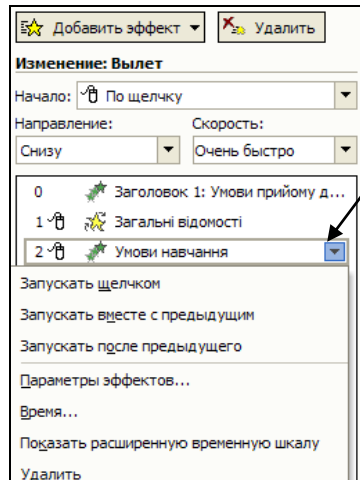 Добавить эффект Удалить
Изменение: Вылет
Начало: По щелчку
Направление: Скорость:
Снизу Очень быстро
0 Заголовок 1: Умови прийому д...
1 Загальні відомості
2 Умови навчання
Запускать щелчком
Запускать вместе с предыдущим
Запускать после предыдущего
Параметры эффектов...
Время...
Показать расширенную временную шкалу
Удалить